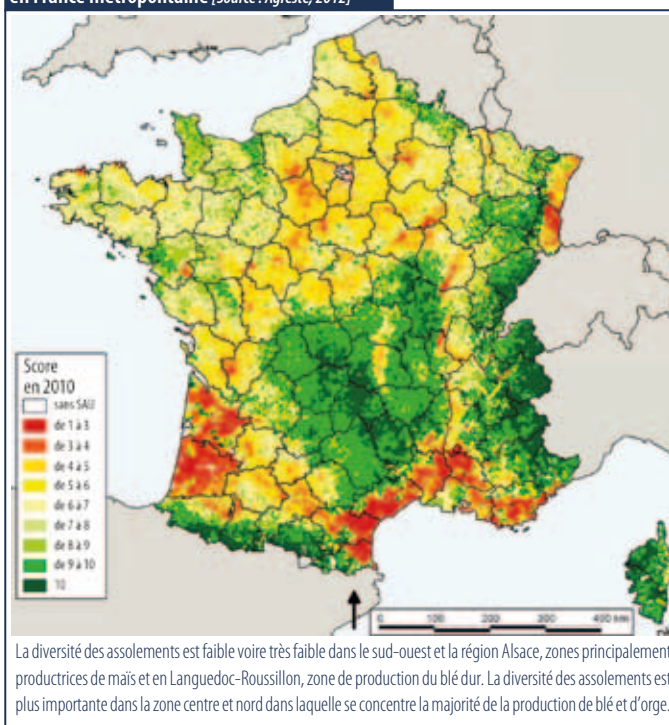 en France métropolitaine [Source : Agreste, 2012]
Score
en 2010
sans SAU
de 1 à 3
de 3 à 4
de 4 à 5
de 5 à 6
de 6 à 7
de 7 à 8
de 8 à 9
de 9 à 10
10
0 100 200 300 400 km
La diversité des assolements est faible voire très faible dans le sud-ouest et la région Alsace, zones principalement
productrices de maïs et en Languedoc-Roussillon, zone de production du blé dur. La diversité des assolements est
plus importante dans la zone centre et nord dans laquelle se concentre la majorité de la production de blé et d'orge.